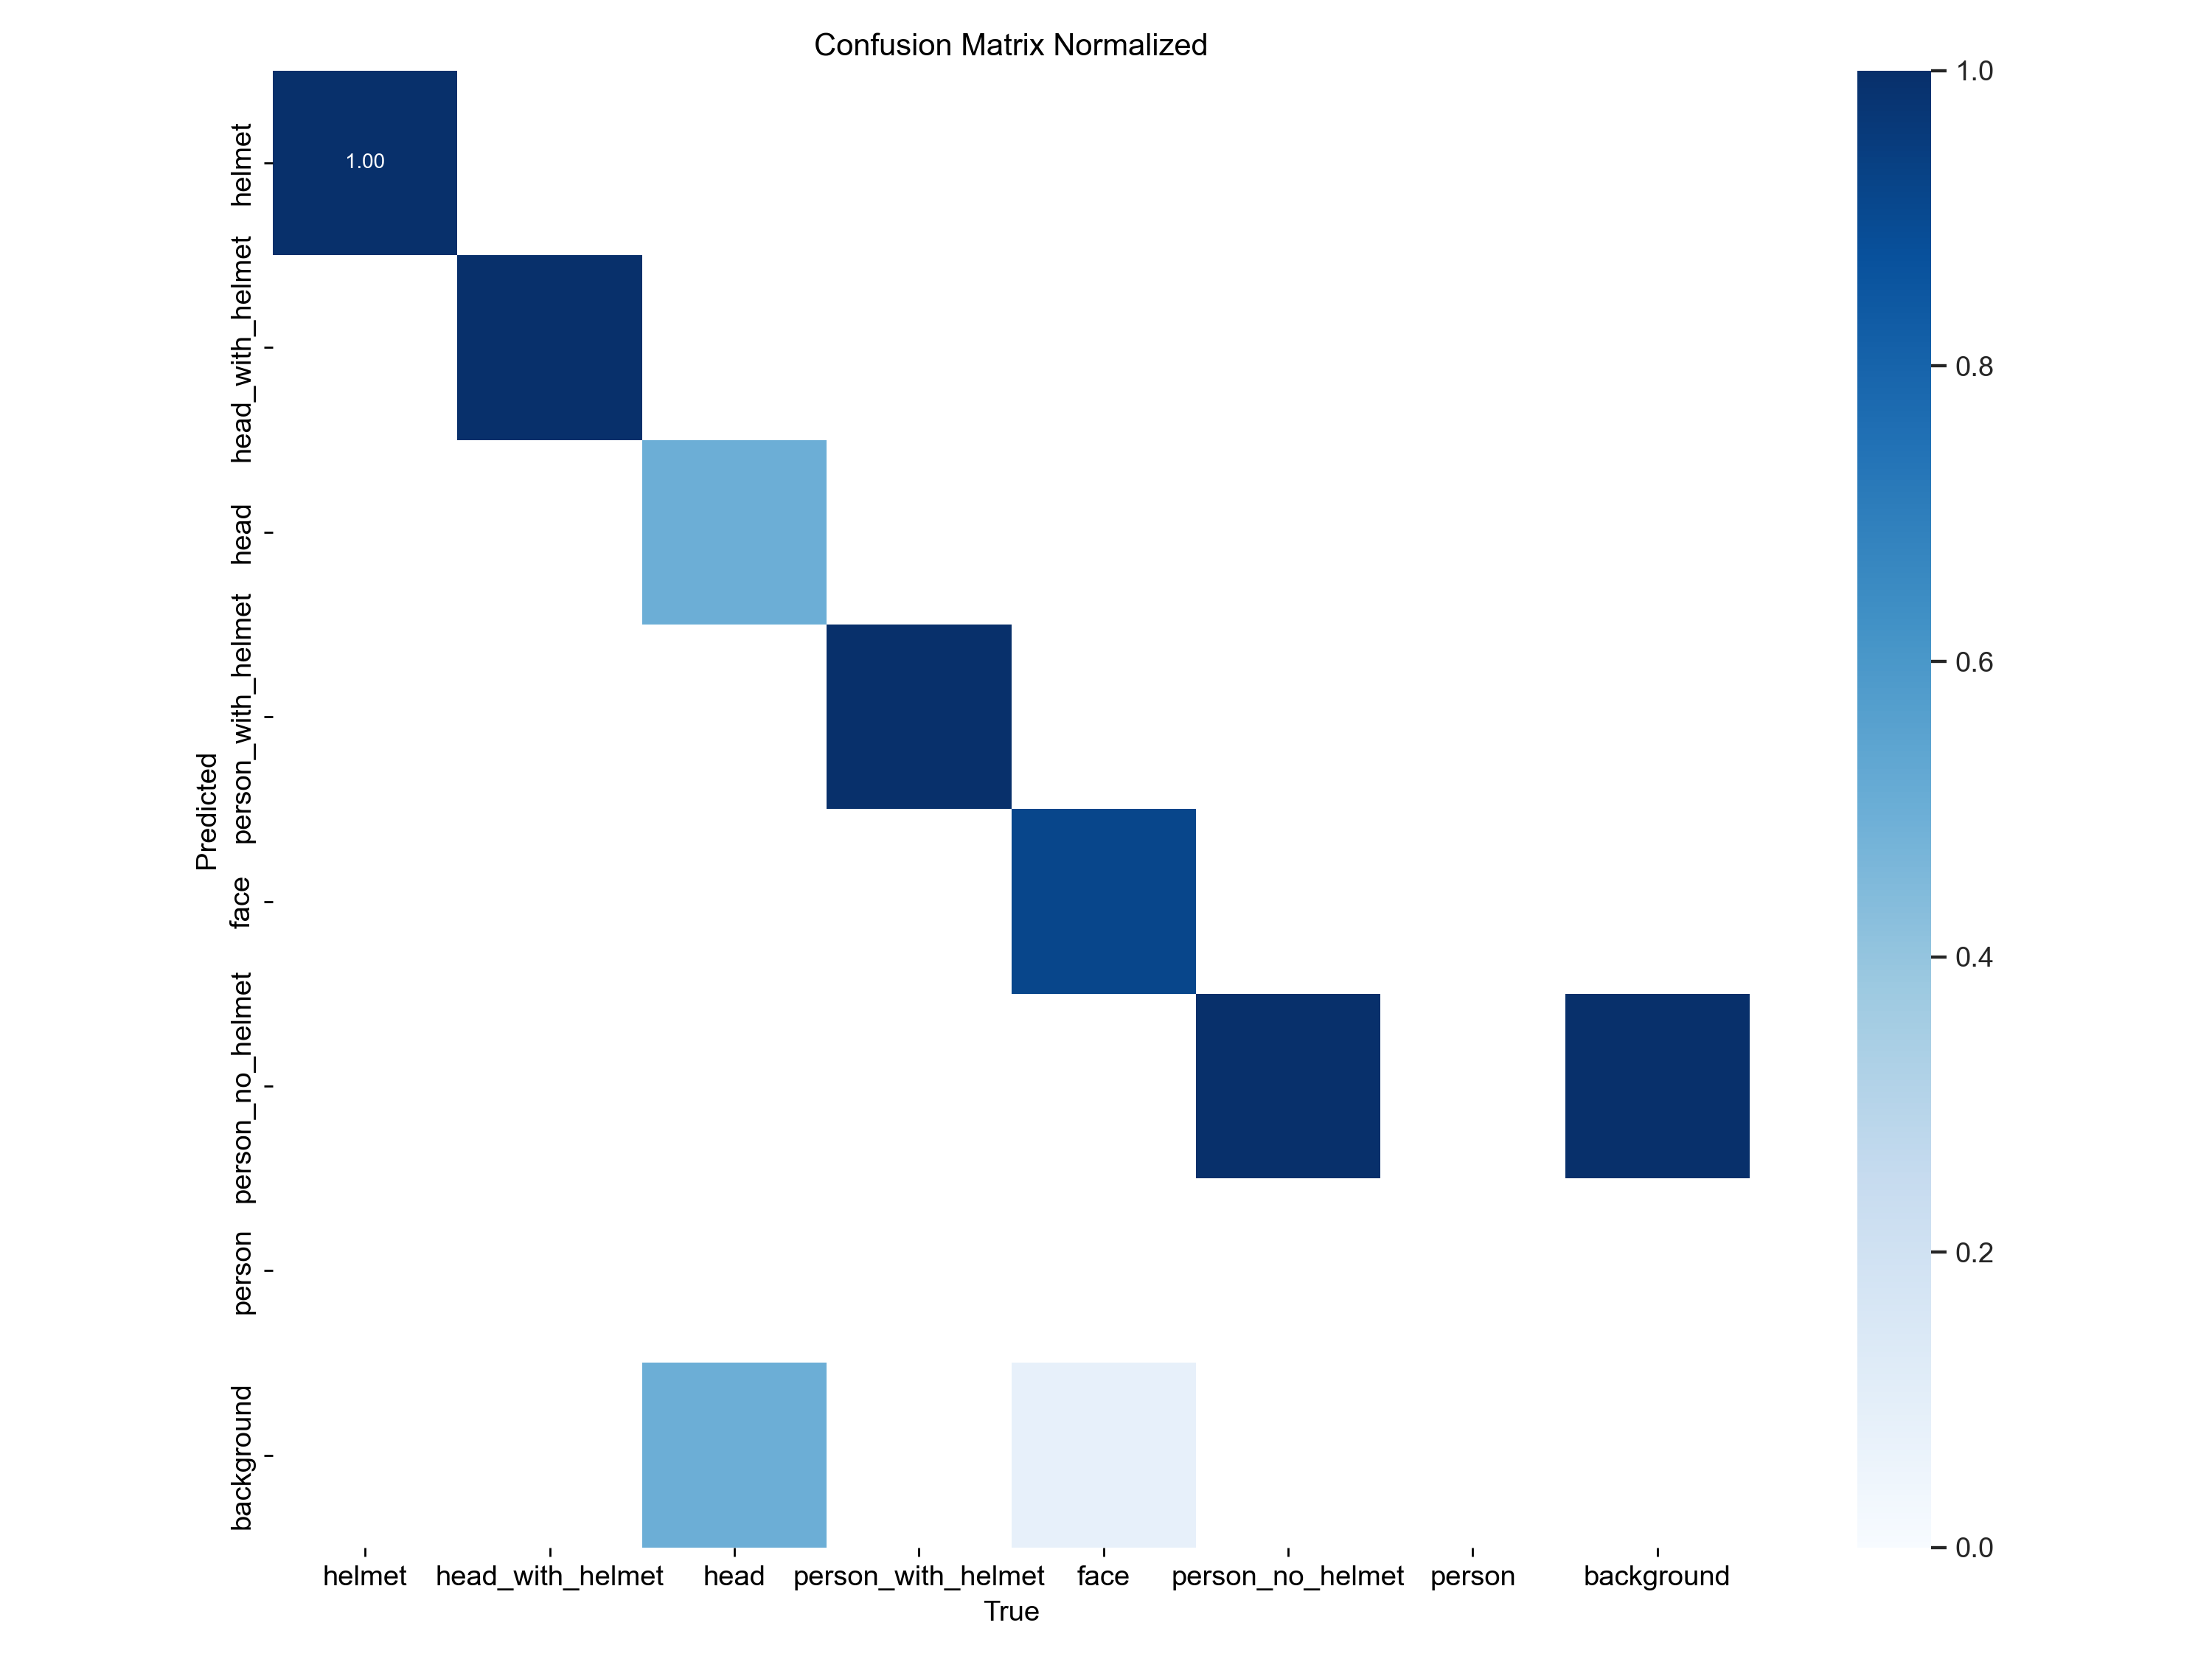 Confusion Matrix Normalized
1.00
helmet
head_with_helmet
head
person_with_helmet
face
person_no_helmet
person
background
Predicted
helmet head_with_helmet head person_with_helmet face person_no_helmet person background
True
1.0
0.8
0.6
0.4
0.2
0.0